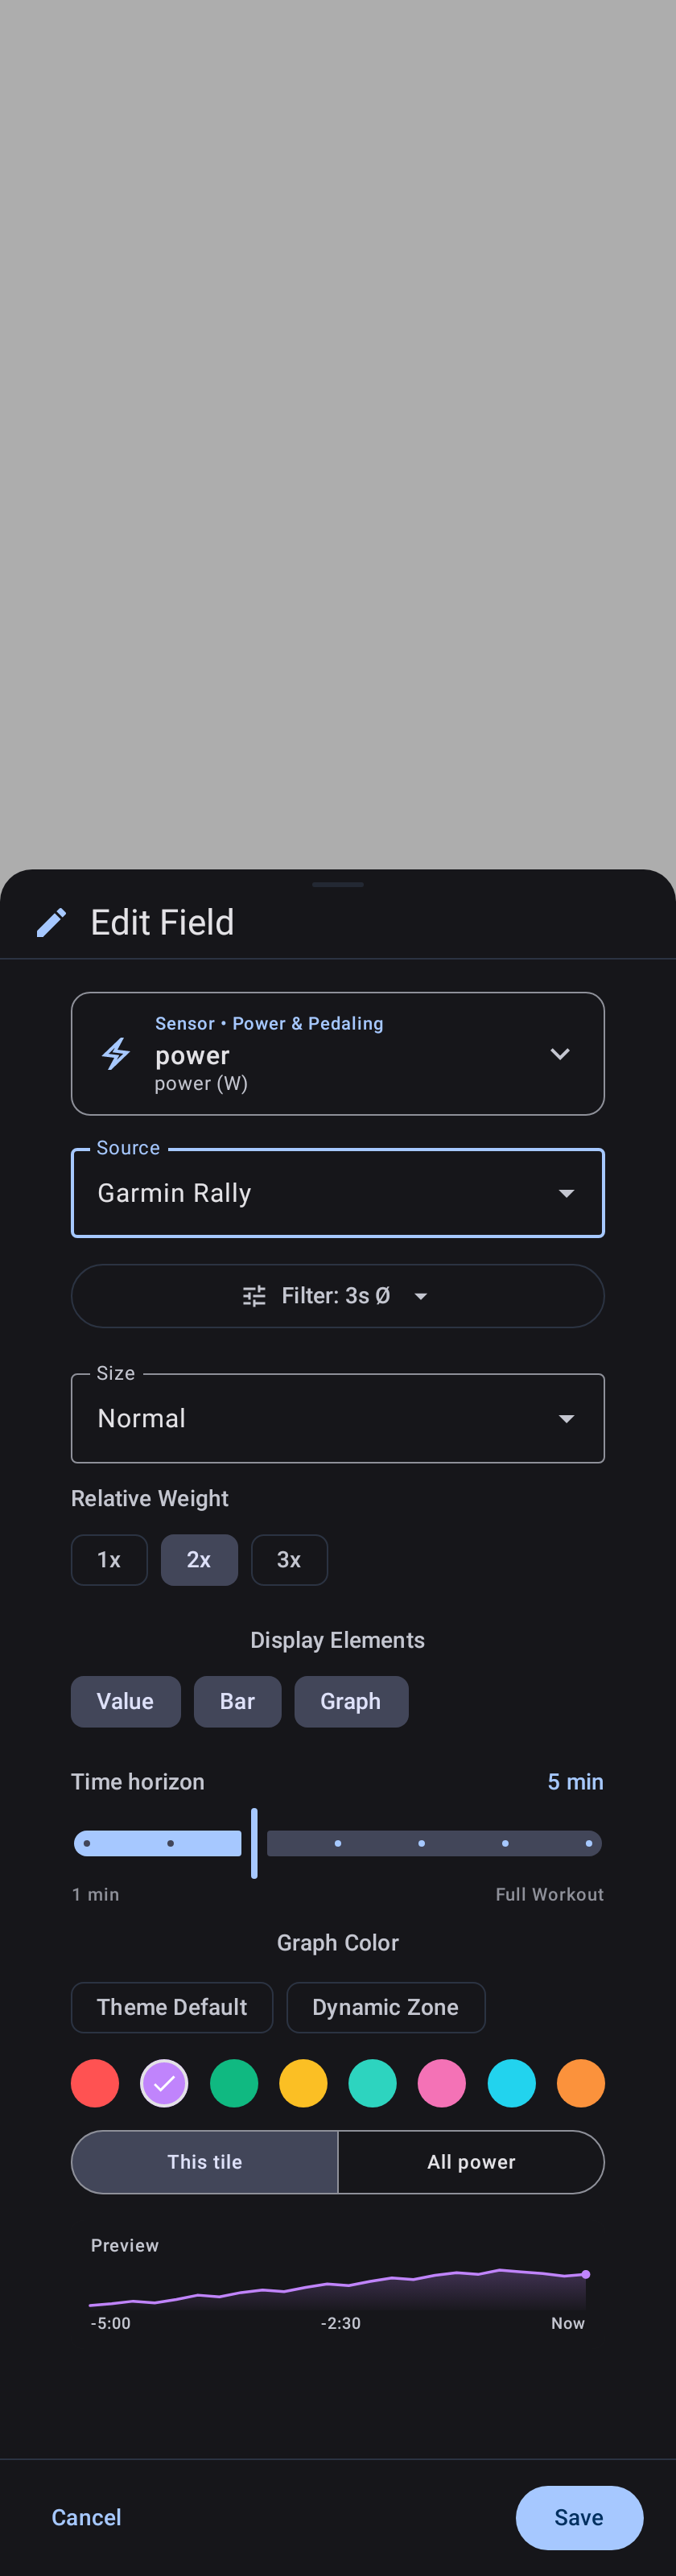 Edit Field
Sensor • Power & Pedaling
power
power (W)
Source
Garmin Rally
Filter: 3s Ø
Size
Normal
Relative Weight
1x 2x 3x
Display Elements
Value Bar Graph
Time horizon 5 min
1 min Full Workout
Graph Color
Theme Default Dynamic Zone
This tile All power
Preview
-5:00 -2:30 Now
Cancel Save